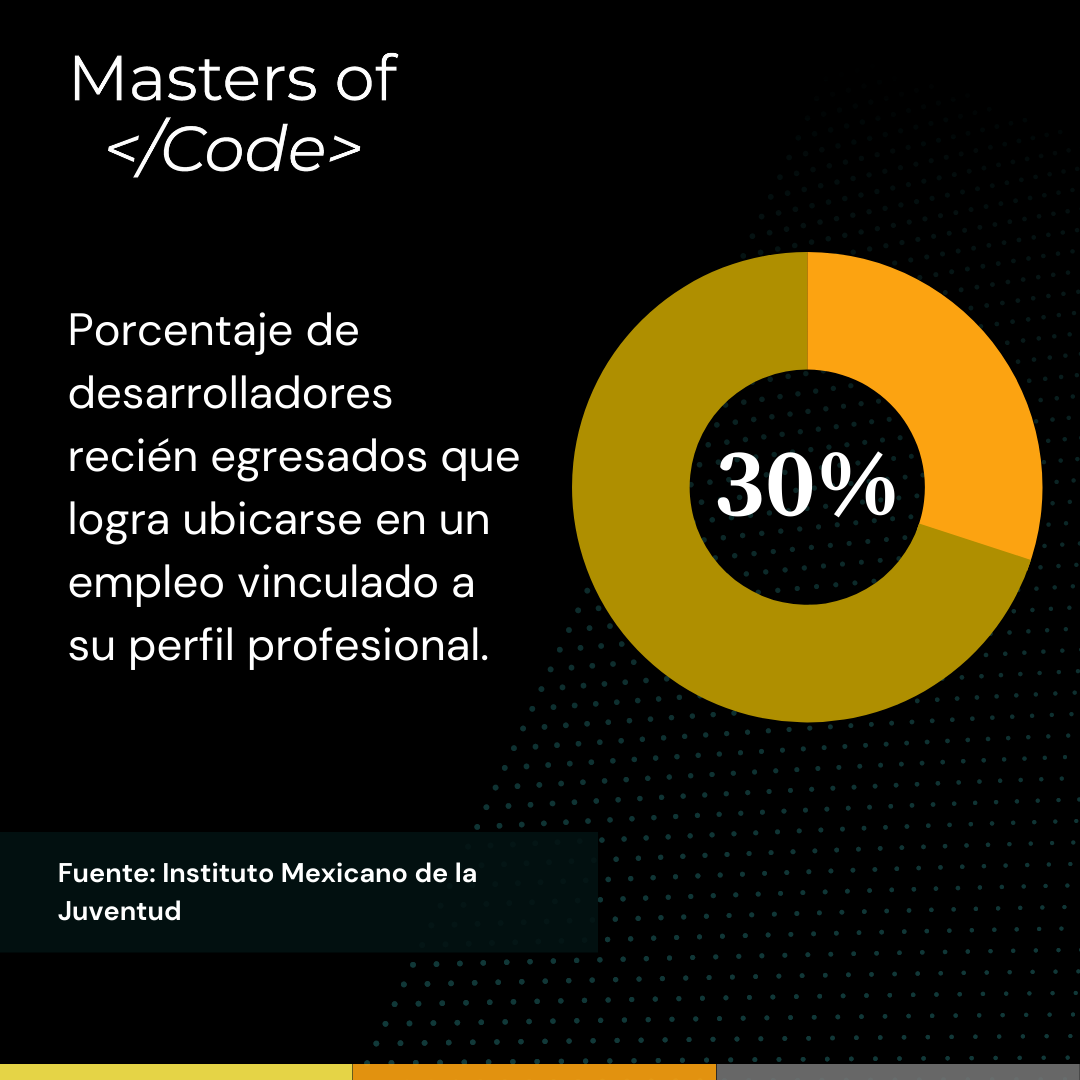 Masters of
</Code>
Porcentaje de
desarrolladores
recién egresados que
logra ubicarse en un
empleo vinculado a
su perfil profesional.
30%
Fuente: Instituto Mexicano de la
Juventud